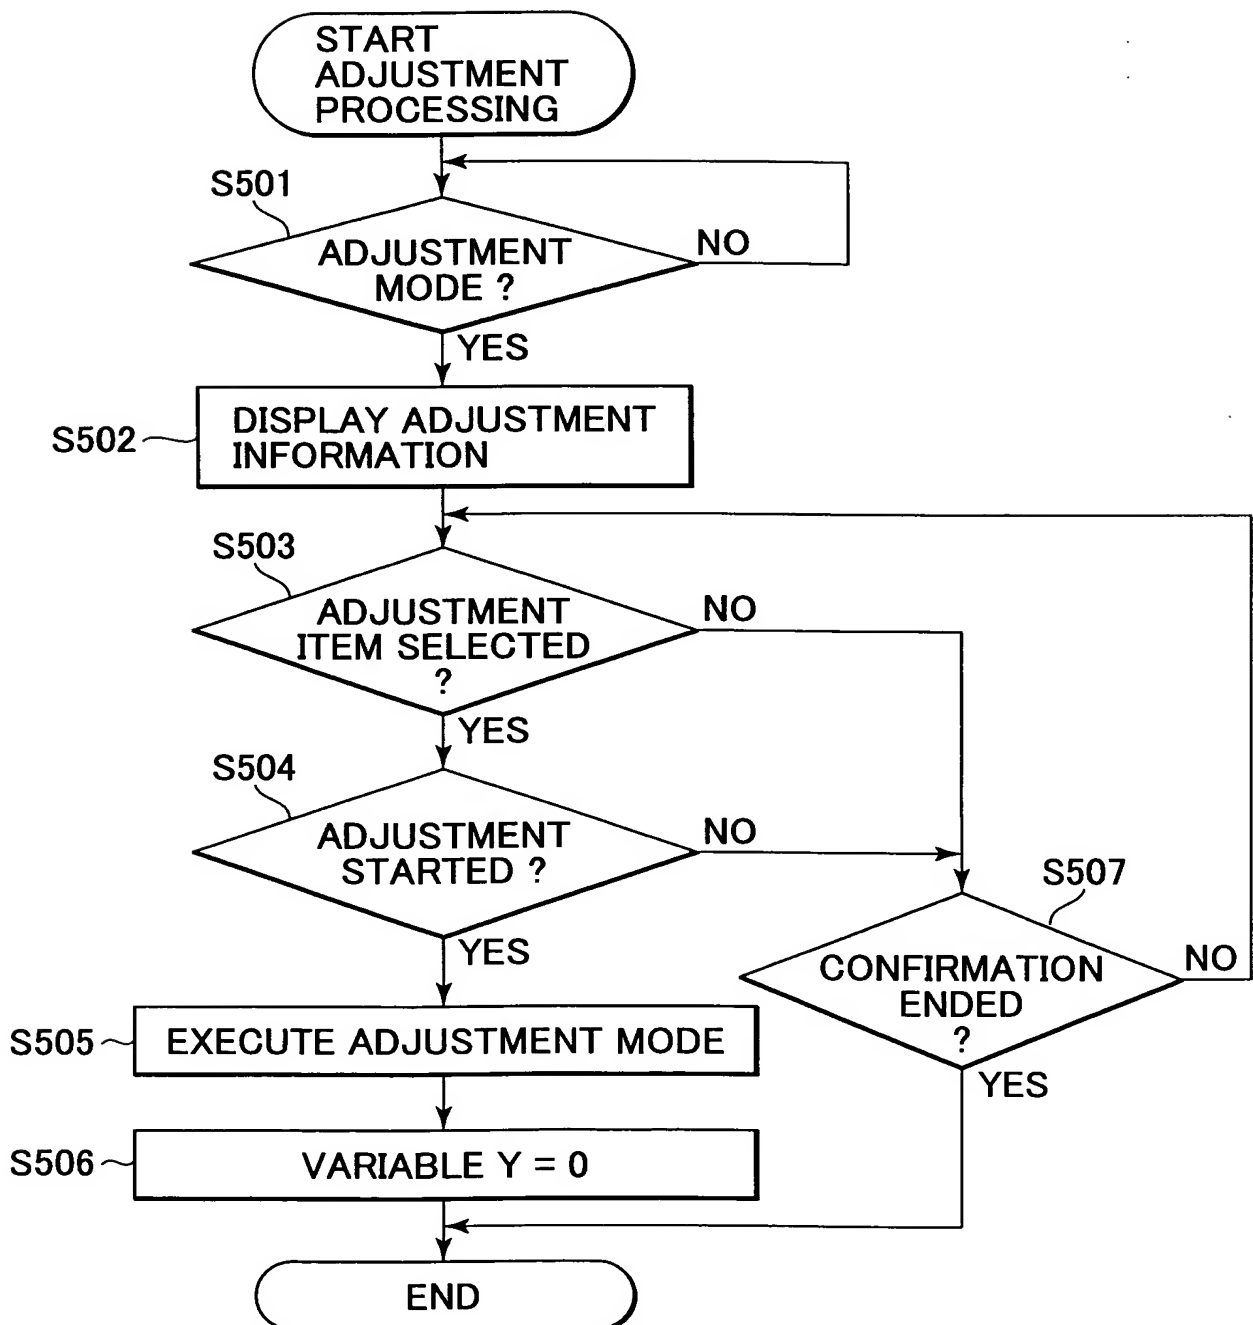 START
ADJUSTMENT
PROCESSING
S501
ADJUSTMENT
MODE ?
NO
YES
S502
DISPLAY ADJUSTMENT
INFORMATION
S503
ADJUSTMENT
ITEM SELECTED
?
NO
YES
S504
ADJUSTMENT
STARTED ?
NO
YES
S507
CONFIRMATION
ENDED
?
NO
YES
S505
EXECUTE ADJUSTMENT MODE
S506
VARIABLE Y = 0
END